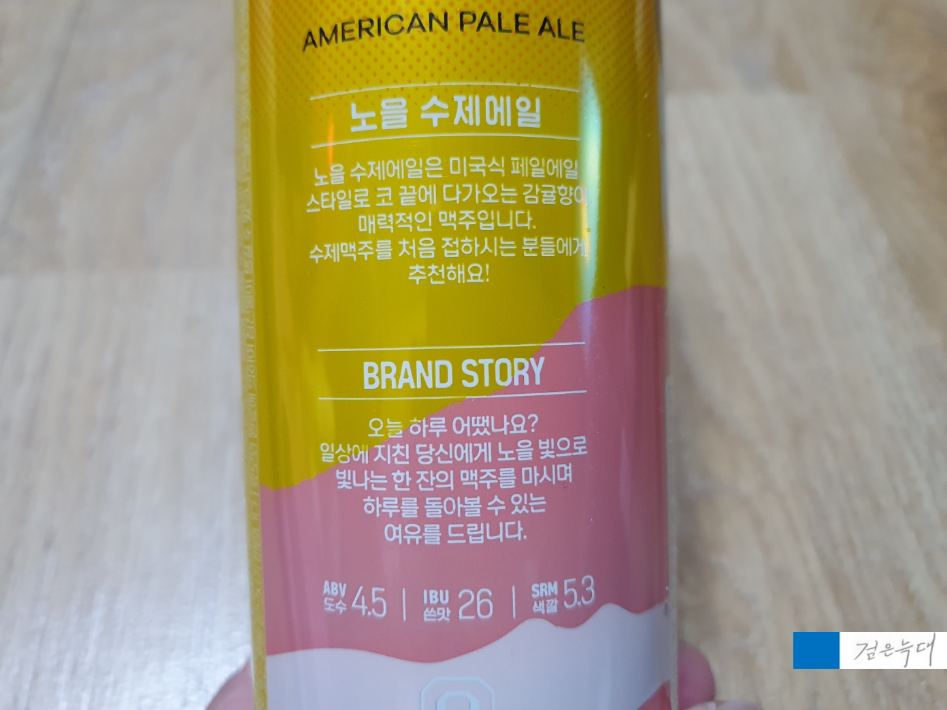 AMERICAN PALE ALE
노을 수제에일
노을 수제에일은 미국식 페일에일
스타일로 코 끝에 다가오는 감귤향이
매력적인 맥주입니다.
수제맥주를 처음 접하시는 분들에게
추천해요!
BRAND STORY
오늘 하루 어땠나요?
일상에 지친 당신에게 노을 빛으로
빛나는 한 잔의 맥주를 마시며
하루를 돌아볼 수 있는
여유를 드립니다.
ABV 도수 4.5 | IBU 쓴맛 26 | SRM 색깔 5.3
검은늑대